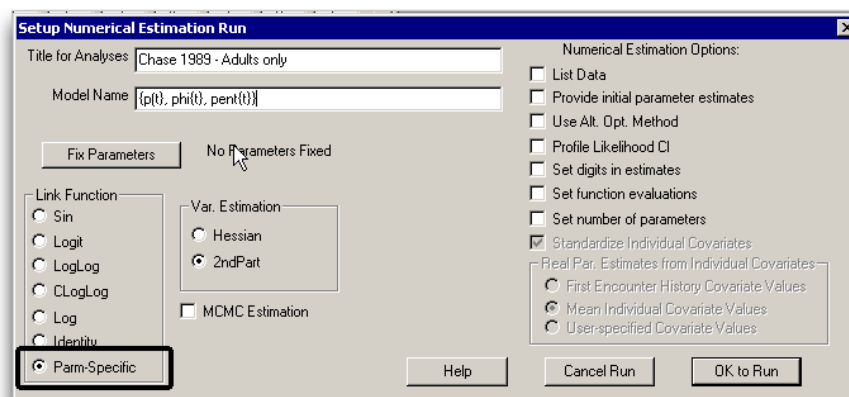 Setup Numerical Estimation Run
Title for Analyses Chase 1989 - Adults only
Model Name {p(t}, phi{t}, pent{t}}
Fix Parameters No Parameters Fixed
Link Function
Sin
Logit
LogLog
CLogLog
Log
Identity
Parm-Specific
Var. Estimation
Hessian
2ndPart
MCMC Estimation
Numerical Estimation Options:
List Data
Provide initial parameter estimates
Use Alt. Opt. Method
Profile Likelihood CI
Set digits in estimates
Set function evaluations
Set number of parameters
Standardize Individual Covariates
Real Par. Estimates from Individual Covariates
First Encounter History Covariate Values
Mean Individual Covariate Values
User-specified Covariate Values
Help Cancel Run OK to Run